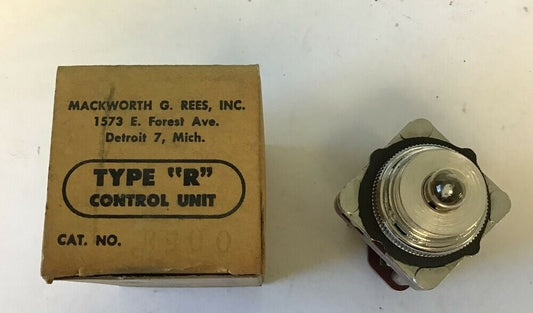 MACKWORTH G. REES, INC.
1573 E. Forest Ave.
Detroit 7, Mich.
TYPE "R"
CONTROL UNIT
CAT. NO.